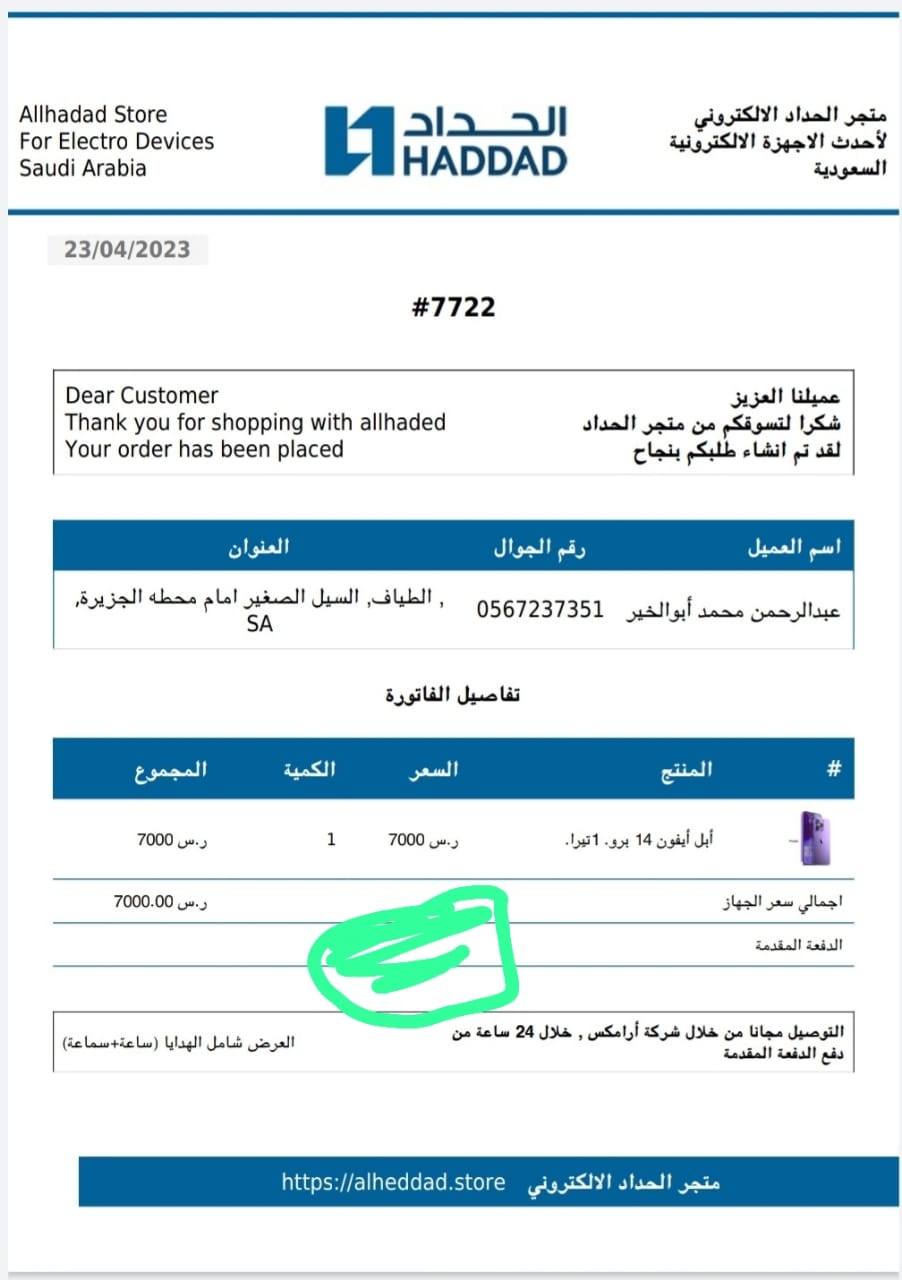 Allhadad Store
For Electro Devices
Saudi Arabia
الحداد
HADDAD
متجر الحداد الالكتروني
لأحدث الاجهزة الالكترونية
السعودية
23/04/2023
#7722
Dear Customer
Thank you for shopping with allhaded
Your order has been placed
عميلنا العزيز
شكرا لتسوقكم من متجر الحداد
لقد تم انشاء طلبكم بنجاح
اسم العميل رقم الجوال العنوان
عبدالرحمن محمد أبوالخير 0567237351 , الطياف, السيل الصغير امام محطه الجزيرة,
SA
تفاصيل الفاتورة
# المنتج السعر الكمية المجموع
أبل أيفون 14 برو. 1تيرا. ر.س 7000 1 ر.س 7000
اجمالي سعر الجهاز ر.س 7000.00
الدفعة المقدمة
التوصيل مجانا من خلال شركة أرامكس , خلال 24 ساعة من
دفع الدفعة المقدمة
العرض شامل الهدايا (ساعة+سماعة)
متجر الحداد الالكتروني https://alheddad.store